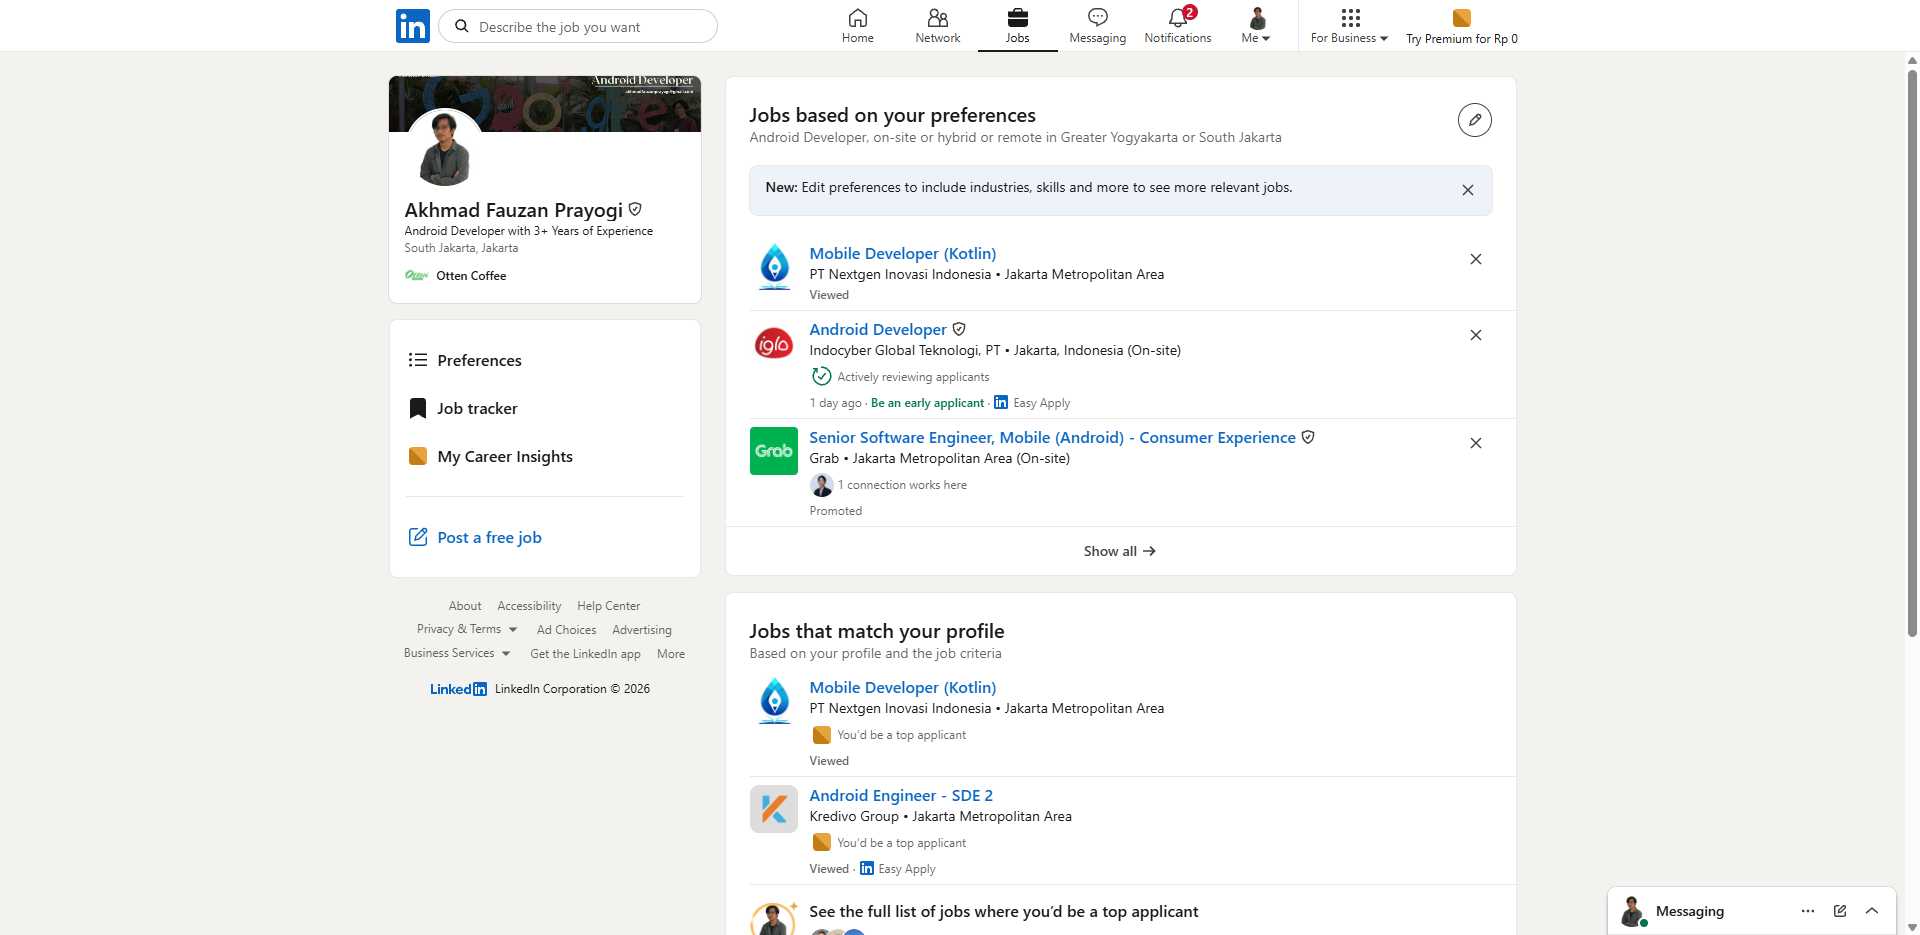 in
Describe the job you want
Home
Network
Jobs
Messaging
2
Notifications
Me
For Business
Try Premium for Rp 0
Android Developer
Google
Akhmad Fauzan Prayogi
Android Developer with 3+ Years of Experience
South Jakarta, Jakarta
Otten Coffee
Preferences
Job tracker
My Career Insights
Post a free job
About Accessibility Help Center
Privacy & Terms Ad Choices Advertising
Business Services Get the LinkedIn app More
LinkedIn LinkedIn Corporation © 2026
Jobs based on your preferences
Android Developer, on-site or hybrid or remote in Greater Yogyakarta or South Jakarta
New: Edit preferences to include industries, skills and more to see more relevant jobs.
Mobile Developer (Kotlin)
PT Nextgen Inovasi Indonesia • Jakarta Metropolitan Area
Viewed
iglo
Android Developer
Indocyber Global Teknologi, PT • Jakarta, Indonesia (On-site)
Actively reviewing applicants
1 day ago · Be an early applicant · in Easy Apply
Grab
Senior Software Engineer, Mobile (Android) - Consumer Experience
Grab • Jakarta Metropolitan Area (On-site)
1 connection works here
Promoted
Show all →
Jobs that match your profile
Based on your profile and the job criteria
Mobile Developer (Kotlin)
PT Nextgen Inovasi Indonesia • Jakarta Metropolitan Area
You'd be a top applicant
Viewed
Android Engineer - SDE 2
Kredivo Group • Jakarta Metropolitan Area
You'd be a top applicant
Viewed · in Easy Apply
See the full list of jobs where you'd be a top applicant
Messaging